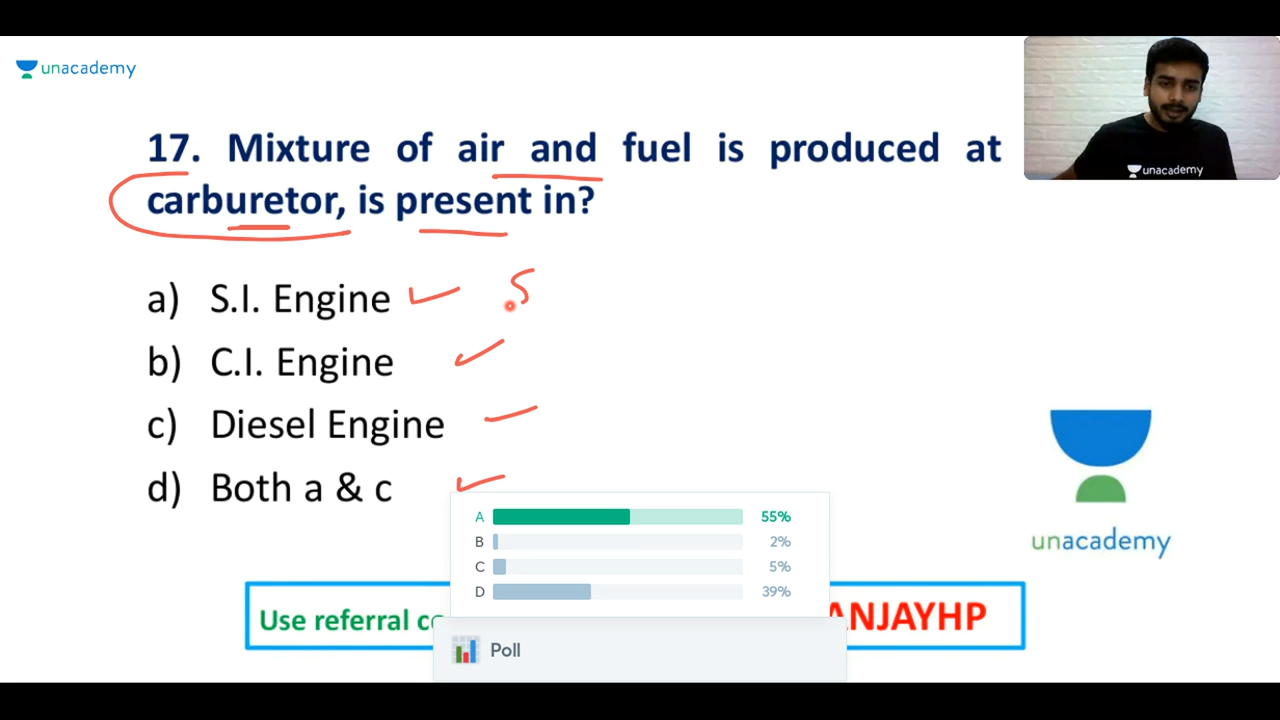 unacademy
unacademy
17. Mixture of air and fuel is produced at
carburetor, is present in?
a) S.I. Engine
S
b) C.I. Engine
c) Diesel Engine
d) Both a & c
A 55%
B 2%
C 5%
D 39%
unacademy
Use referral co
ANJAYHP
Poll